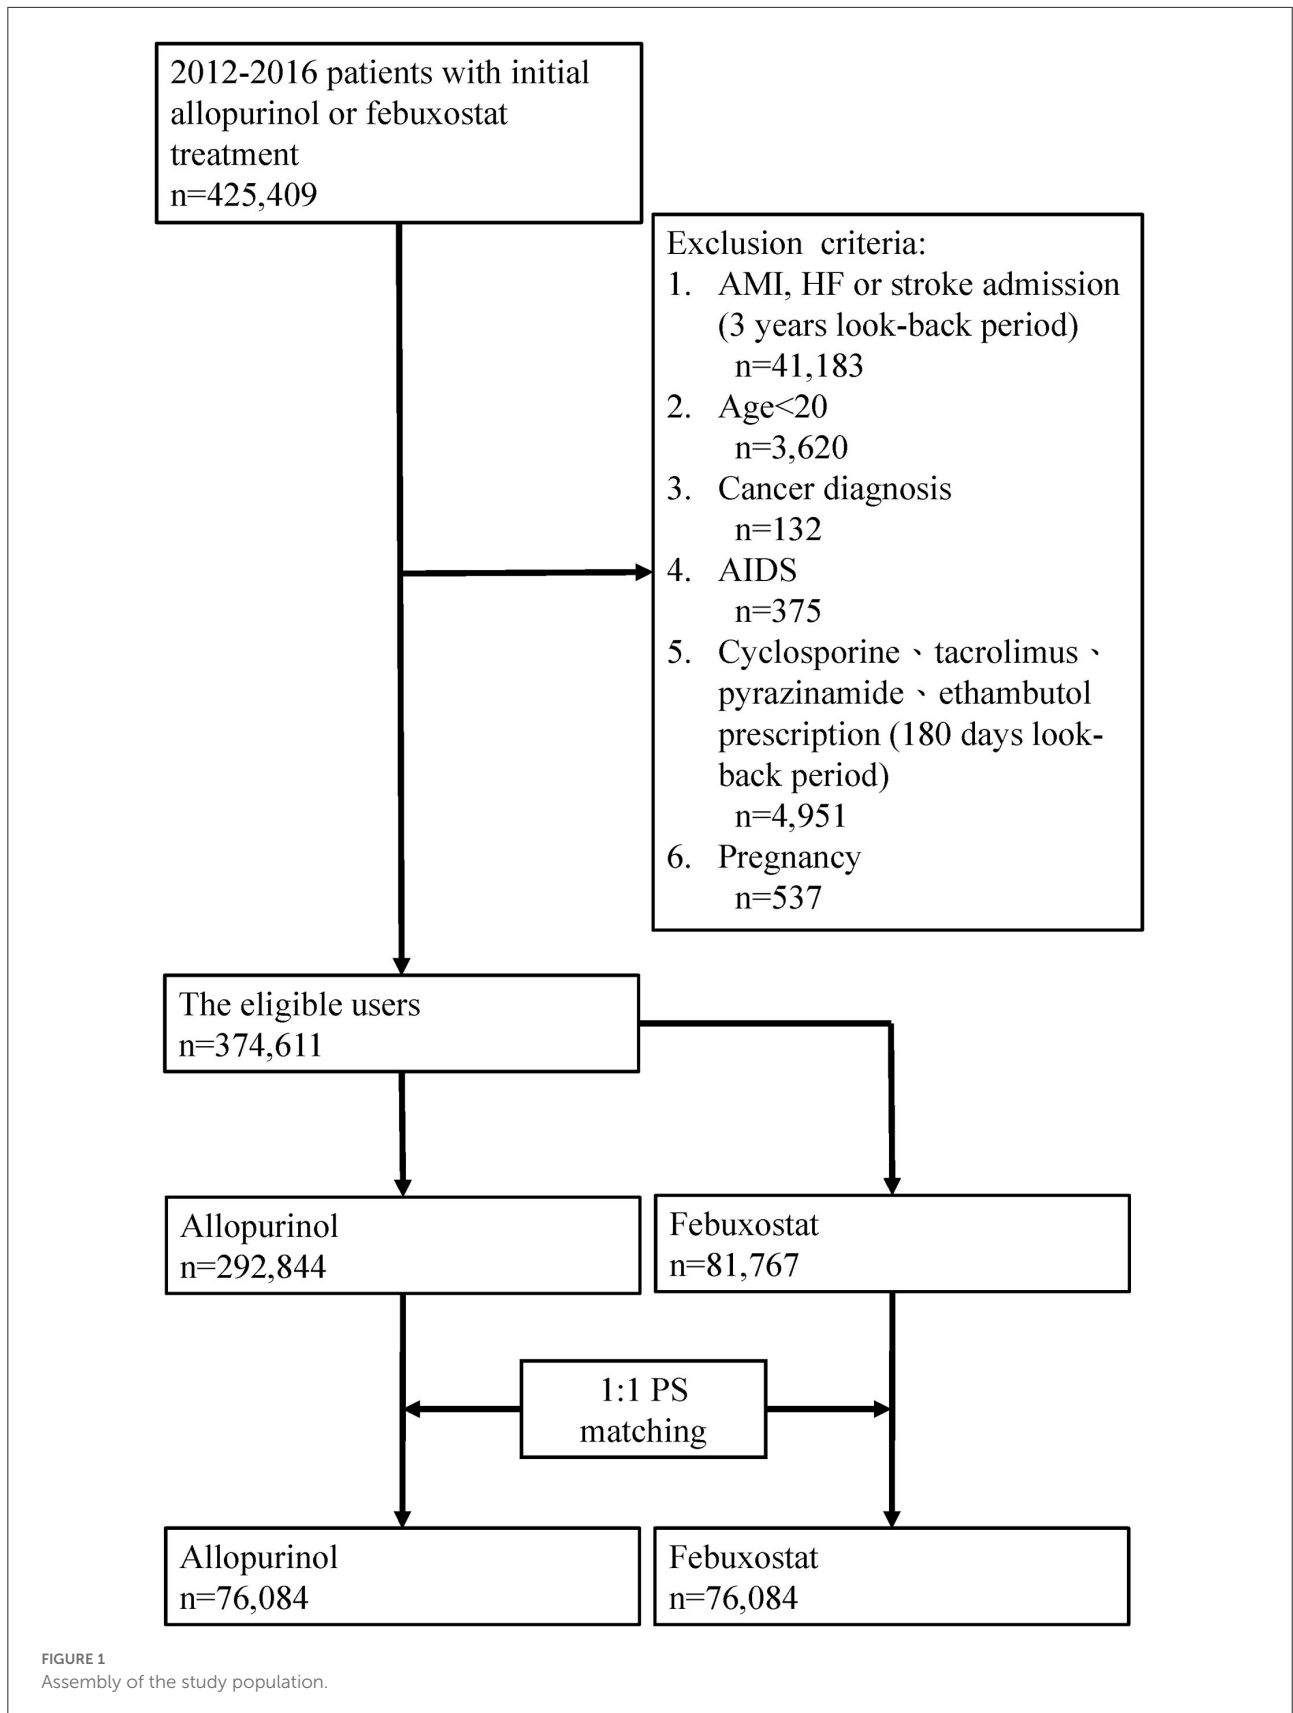 2012-2016 patients with initial
allopurinol or febuxostat
treatment
n=425,409
Exclusion criteria:
1. AMI, HF or stroke admission
(3 years look-back period)
n=41,183
2. Age<20
n=3,620
3. Cancer diagnosis
n=132
4. AIDS
n=375
5. Cyclosporine、tacrolimus、
pyrazinamide、ethambutol
prescription (180 days look-
back period)
n=4,951
6. Pregnancy
n=537
The eligible users
n=374,611
Allopurinol
n=292,844
Febuxostat
n=81,767
1:1 PS
matching
Allopurinol
n=76,084
Febuxostat
n=76,084
FIGURE 1
Assembly of the study population.